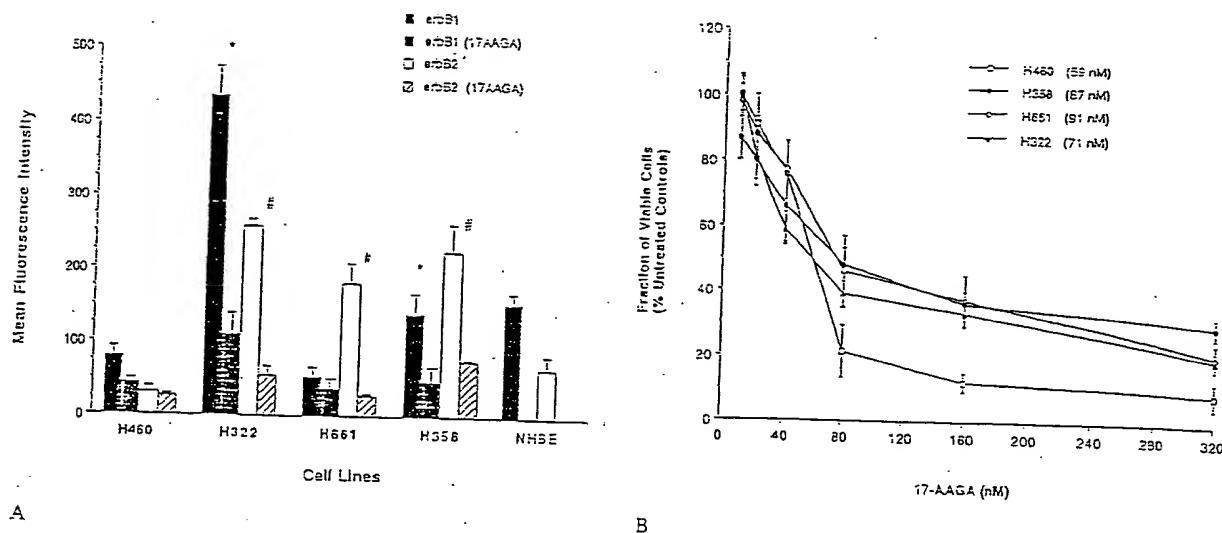 erbB1
erbB1 (17AAGA)
erbB2
erbB2 (17AAGA)
500
400
300
200
100
0
Mean Fluorescence Intensity
*
#
#
*
#
H460
H322
H661
H358
NHBE
Cell Lines
A
120
100
80
60
40
20
0
Fraction of Viable Cells
(% Untreated Controls)
H460 (59 nM)
H358 (67 nM)
H661 (91 nM)
H322 (71 nM)
0 40 80 120 160 200 240 280 320
17-AAGA (nM)
B